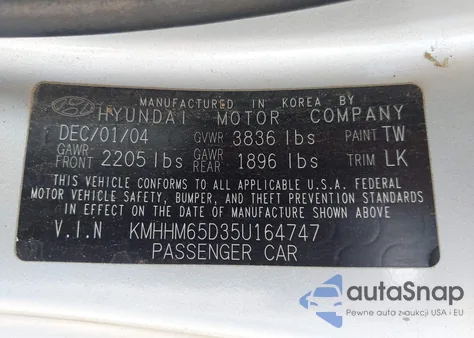 MANUFACTURED IN KOREA BY
HYUNDAI MOTOR COMPANY
DEC/01/04 GVWR 3836 lbs PAINT TW
GAWR FRONT 2205 lbs GAWR REAR 1896 lbs TRIM LK
THIS VEHICLE CONFORMS TO ALL APPLICABLE U.S.A. FEDERAL
MOTOR VEHICLE SAFETY, BUMPER, AND THEFT PREVENTION STANDARDS
IN EFFECT ON THE DATE OF MANUFACTURE SHOWN ABOVE
V.I.N KMHHM65D35U164747
PASSENGER CAR
autoSnap
Pewne auto z USA i EU